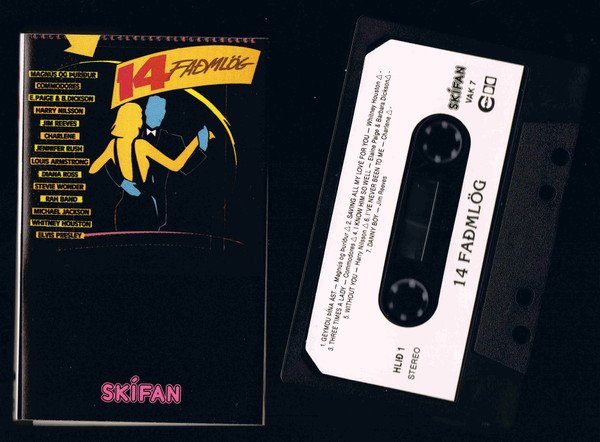 14 FAÐMLÖG
MAGNUS OG ÞURÍÐUR
COMMODORES
E.PAIGE & B.DICKSON
HARRY NILSSON
JIM REEVES
CHARLENE
JENNIFER RUSH
LOUIS ARMSTRONG
DIANA ROSS
STEVIE WONDER
RAH BAND
MICHAEL JACKSON
WHITNEY HOUSTON
ELVIS PRESLEY
SKÍFAN
SKÍFAN
VAK 7
1. GEYMDU ÞÍNA ÁST — Magnús og Þuríður △ 2. SAVING ALL MY LOVE FOR YOU — Whitney Houston △ -
3. THREE TIMES A LADY — Commodores △ 4. I KNOW HIM SO WELL — Elaine Paige & Barbara Dickson △ -
5. WITHOUT YOU — Harry Nilsson △ 6. I'VE NEVER BEEN TO ME — Charlene △ -
7. DANNY BOY — Jim Reeves
14 FAÐMLÖG
HLIÐ 1
STEREO